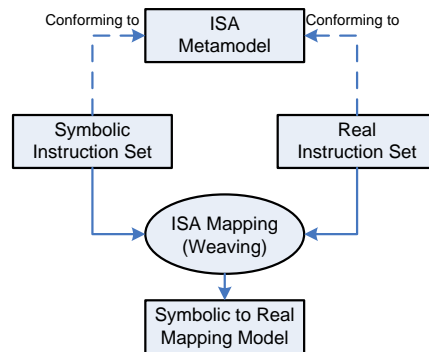 Conforming to
ISA
Metamodel
Conforming to
Symbolic
Instruction Set
Real
Instruction Set
ISA Mapping
(Weaving)
Symbolic to Real
Mapping Model